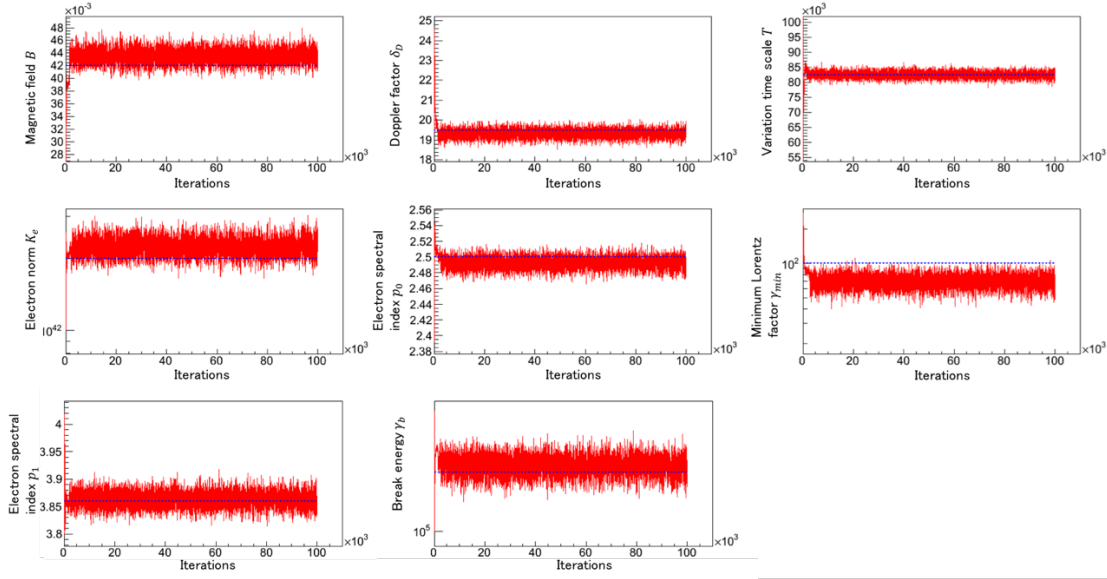 ×10⁻³
48
46
44
42
40
38
36
34
32
30
28
Magnetic field B
0 20 40 60 80 100
×10³
Iterations
25
24
23
22
21
20
19
18
Doppler factor δ_D
0 20 40 60 80 100
×10³
Iterations
×10³
100
95
90
85
80
75
70
65
60
55
Variation time scale T
0 20 40 60 80 100
×10³
Iterations
Electron norm K_e
10⁴²
0 20 40 60 80 100
×10³
Iterations
2.56
2.54
2.52
2.5
2.48
2.46
2.44
2.42
2.4
2.38
Electron spectral
index p₀
0 20 40 60 80 100
×10³
Iterations
10²
Minimum Lorentz
factor γ_min
0 20 40 60 80 100
×10³
Iterations
4
3.95
3.9
3.85
3.8
Electron spectral
index p₁
0 20 40 60 80 100
×10³
Iterations
Break energy γ_b
10⁵
0 20 40 60 80 100
×10³
Iterations